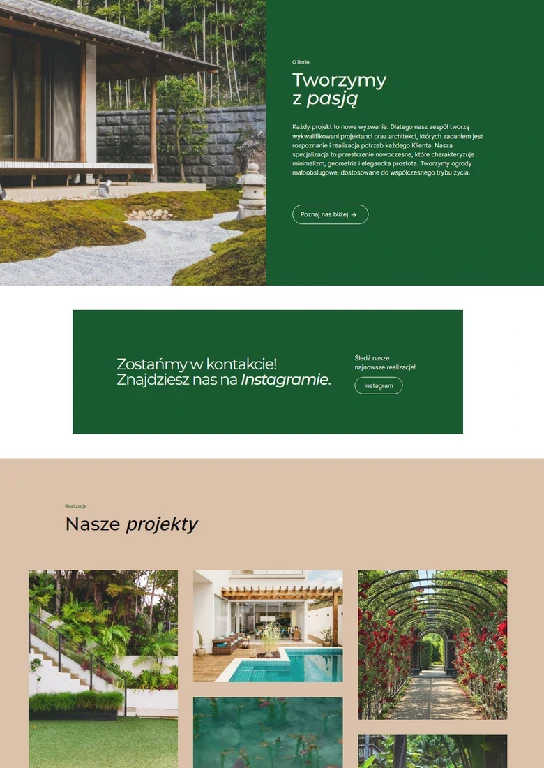 O firmie
Tworzymy
z pasją
Każdy projekt to nowe wyzwanie. Dlatego nasz zespół tworzą
wykwalifikowani projektanci oraz architekci, których zadaniem jest
rozpoznanie i realizacja potrzeb każdego Klienta. Nasza
specjalizacja to przestrzenie nowoczesne, które charakteryzuje
minimalizm, geometria i elegancka prostota. Tworzymy ogrody
małoobsługowe, dostosowane do współczesnego trybu życia.
Poznaj nas bliżej →
Zostańmy w kontakcie!
Znajdziesz nas na Instagramie.
Śledź nasze
najnowsze realizacje!
Instagram
Realizacje
Nasze projekty